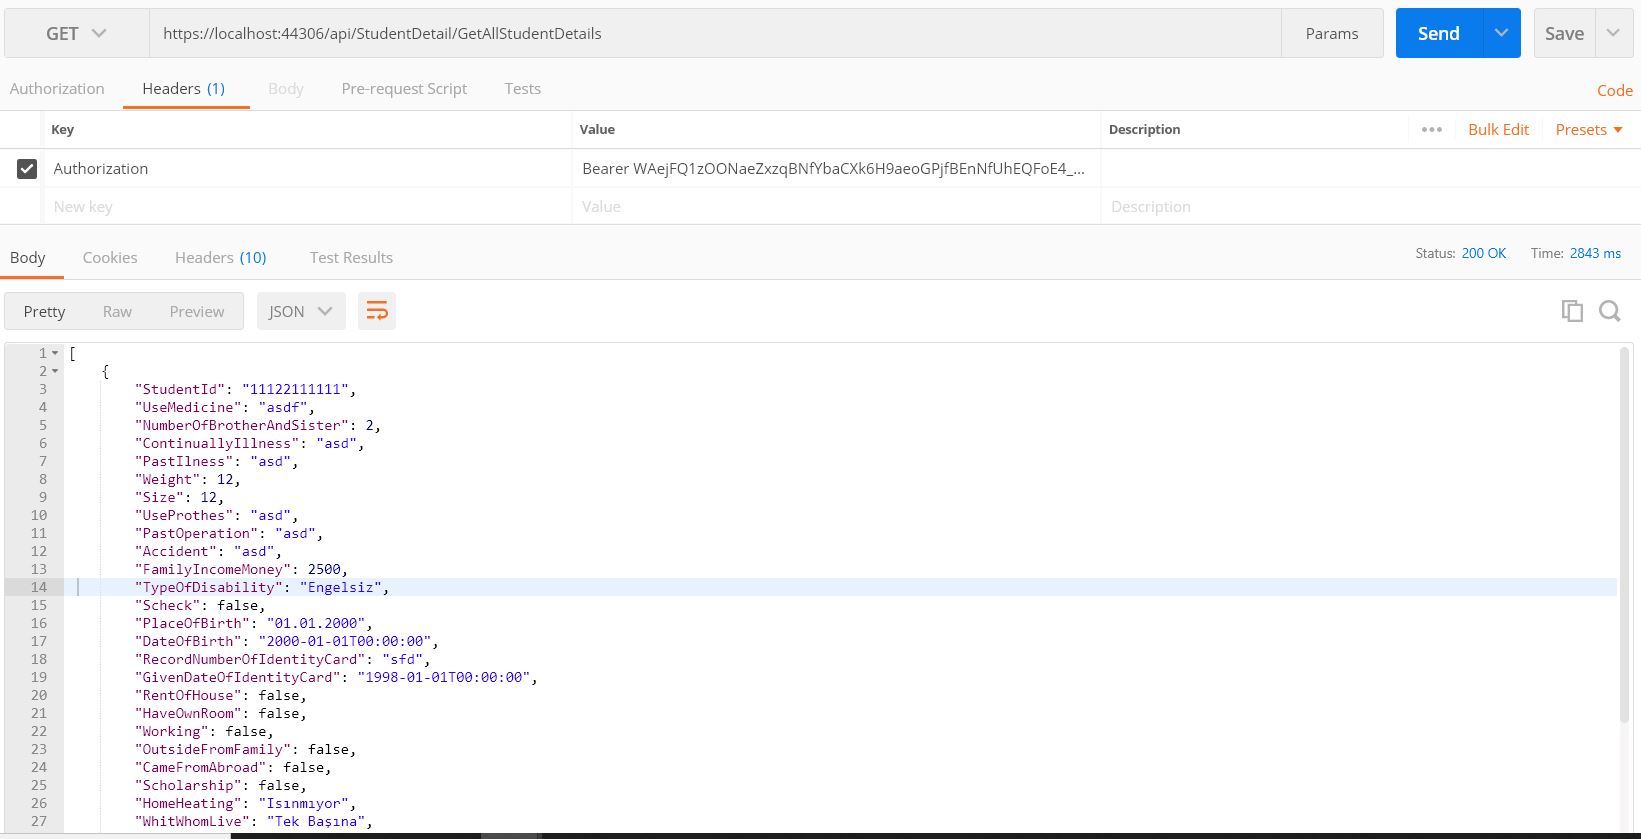 GET https://localhost:44306/api/StudentDetail/GetAllStudentDetails Params Send Save
Authorization Headers (1) Body Pre-request Script Tests Code
Key Value Description ••• Bulk Edit Presets
Authorization Bearer WAejFQ1zOONaeZxzqBNfYbaCXk6H9aeoGPjfBEnNfUhEQFoE4_...
New key Value Description
Body Cookies Headers (10) Test Results Status: 200 OK Time: 2843 ms
Pretty Raw Preview JSON
1 [
2 {
3 "StudentId": "11122111111",
4 "UseMedicine": "asdf",
5 "NumberOfBrotherAndSister": 2,
6 "ContinuallyIllness": "asd",
7 "PastIlness": "asd",
8 "Weight": 12,
9 "Size": 12,
10 "UseProthes": "asd",
11 "PastOperation": "asd",
12 "Accident": "asd",
13 "FamilyIncomeMoney": 2500,
14 "TypeOfDisability": "Engelsiz",
15 "Scheck": false,
16 "PlaceOfBirth": "01.01.2000",
17 "DateOfBirth": "2000-01-01T00:00:00",
18 "RecordNumberOfIdentityCard": "sfd",
19 "GivenDateOfIdentityCard": "1998-01-01T00:00:00",
20 "RentOfHouse": false,
21 "HaveOwnRoom": false,
22 "Working": false,
23 "OutsideFromFamily": false,
24 "CameFromAbroad": false,
25 "Scholarship": false,
26 "HomeHeating": "Isınmıyor",
27 "WhitWhomLive": "Tek Başına",